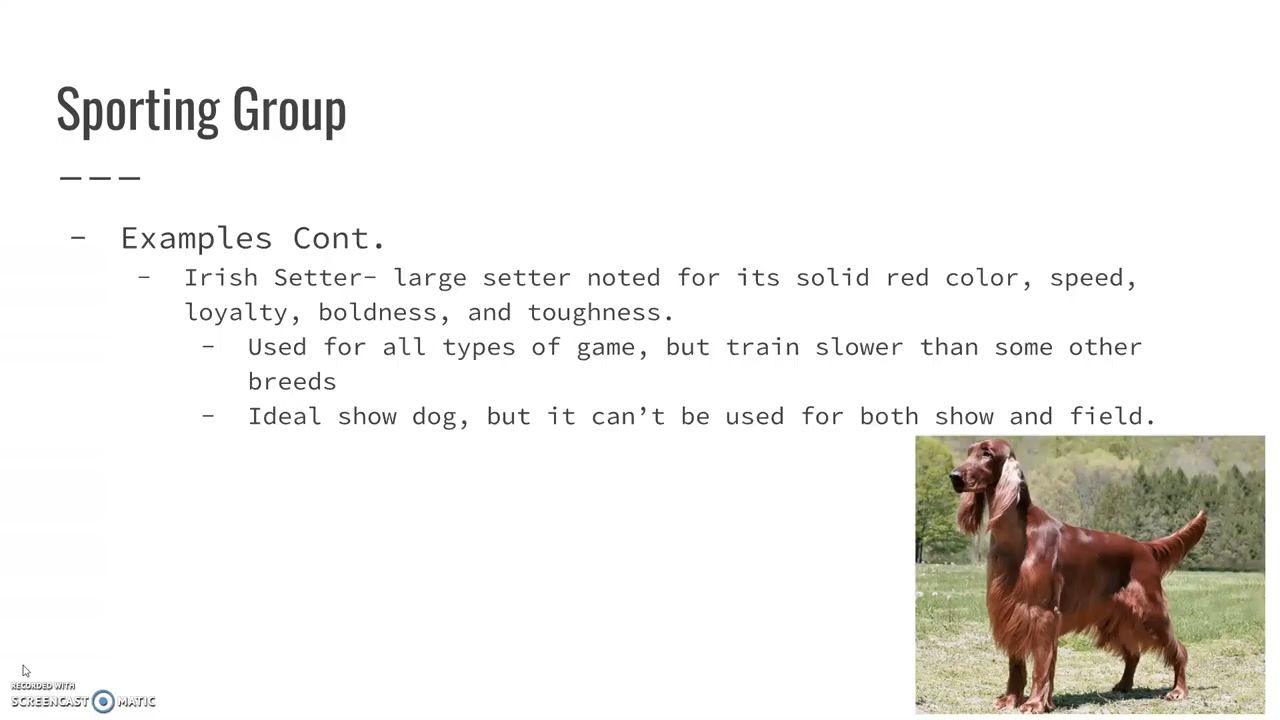 Sporting Group
- Examples Cont.
- Irish Setter- large setter noted for its solid red color, speed,
loyalty, boldness, and toughness.
- Used for all types of game, but train slower than some other
breeds
- Ideal show dog, but it can’t be used for both show and field.
RECORDED WITH
SCREENCAST MATIC